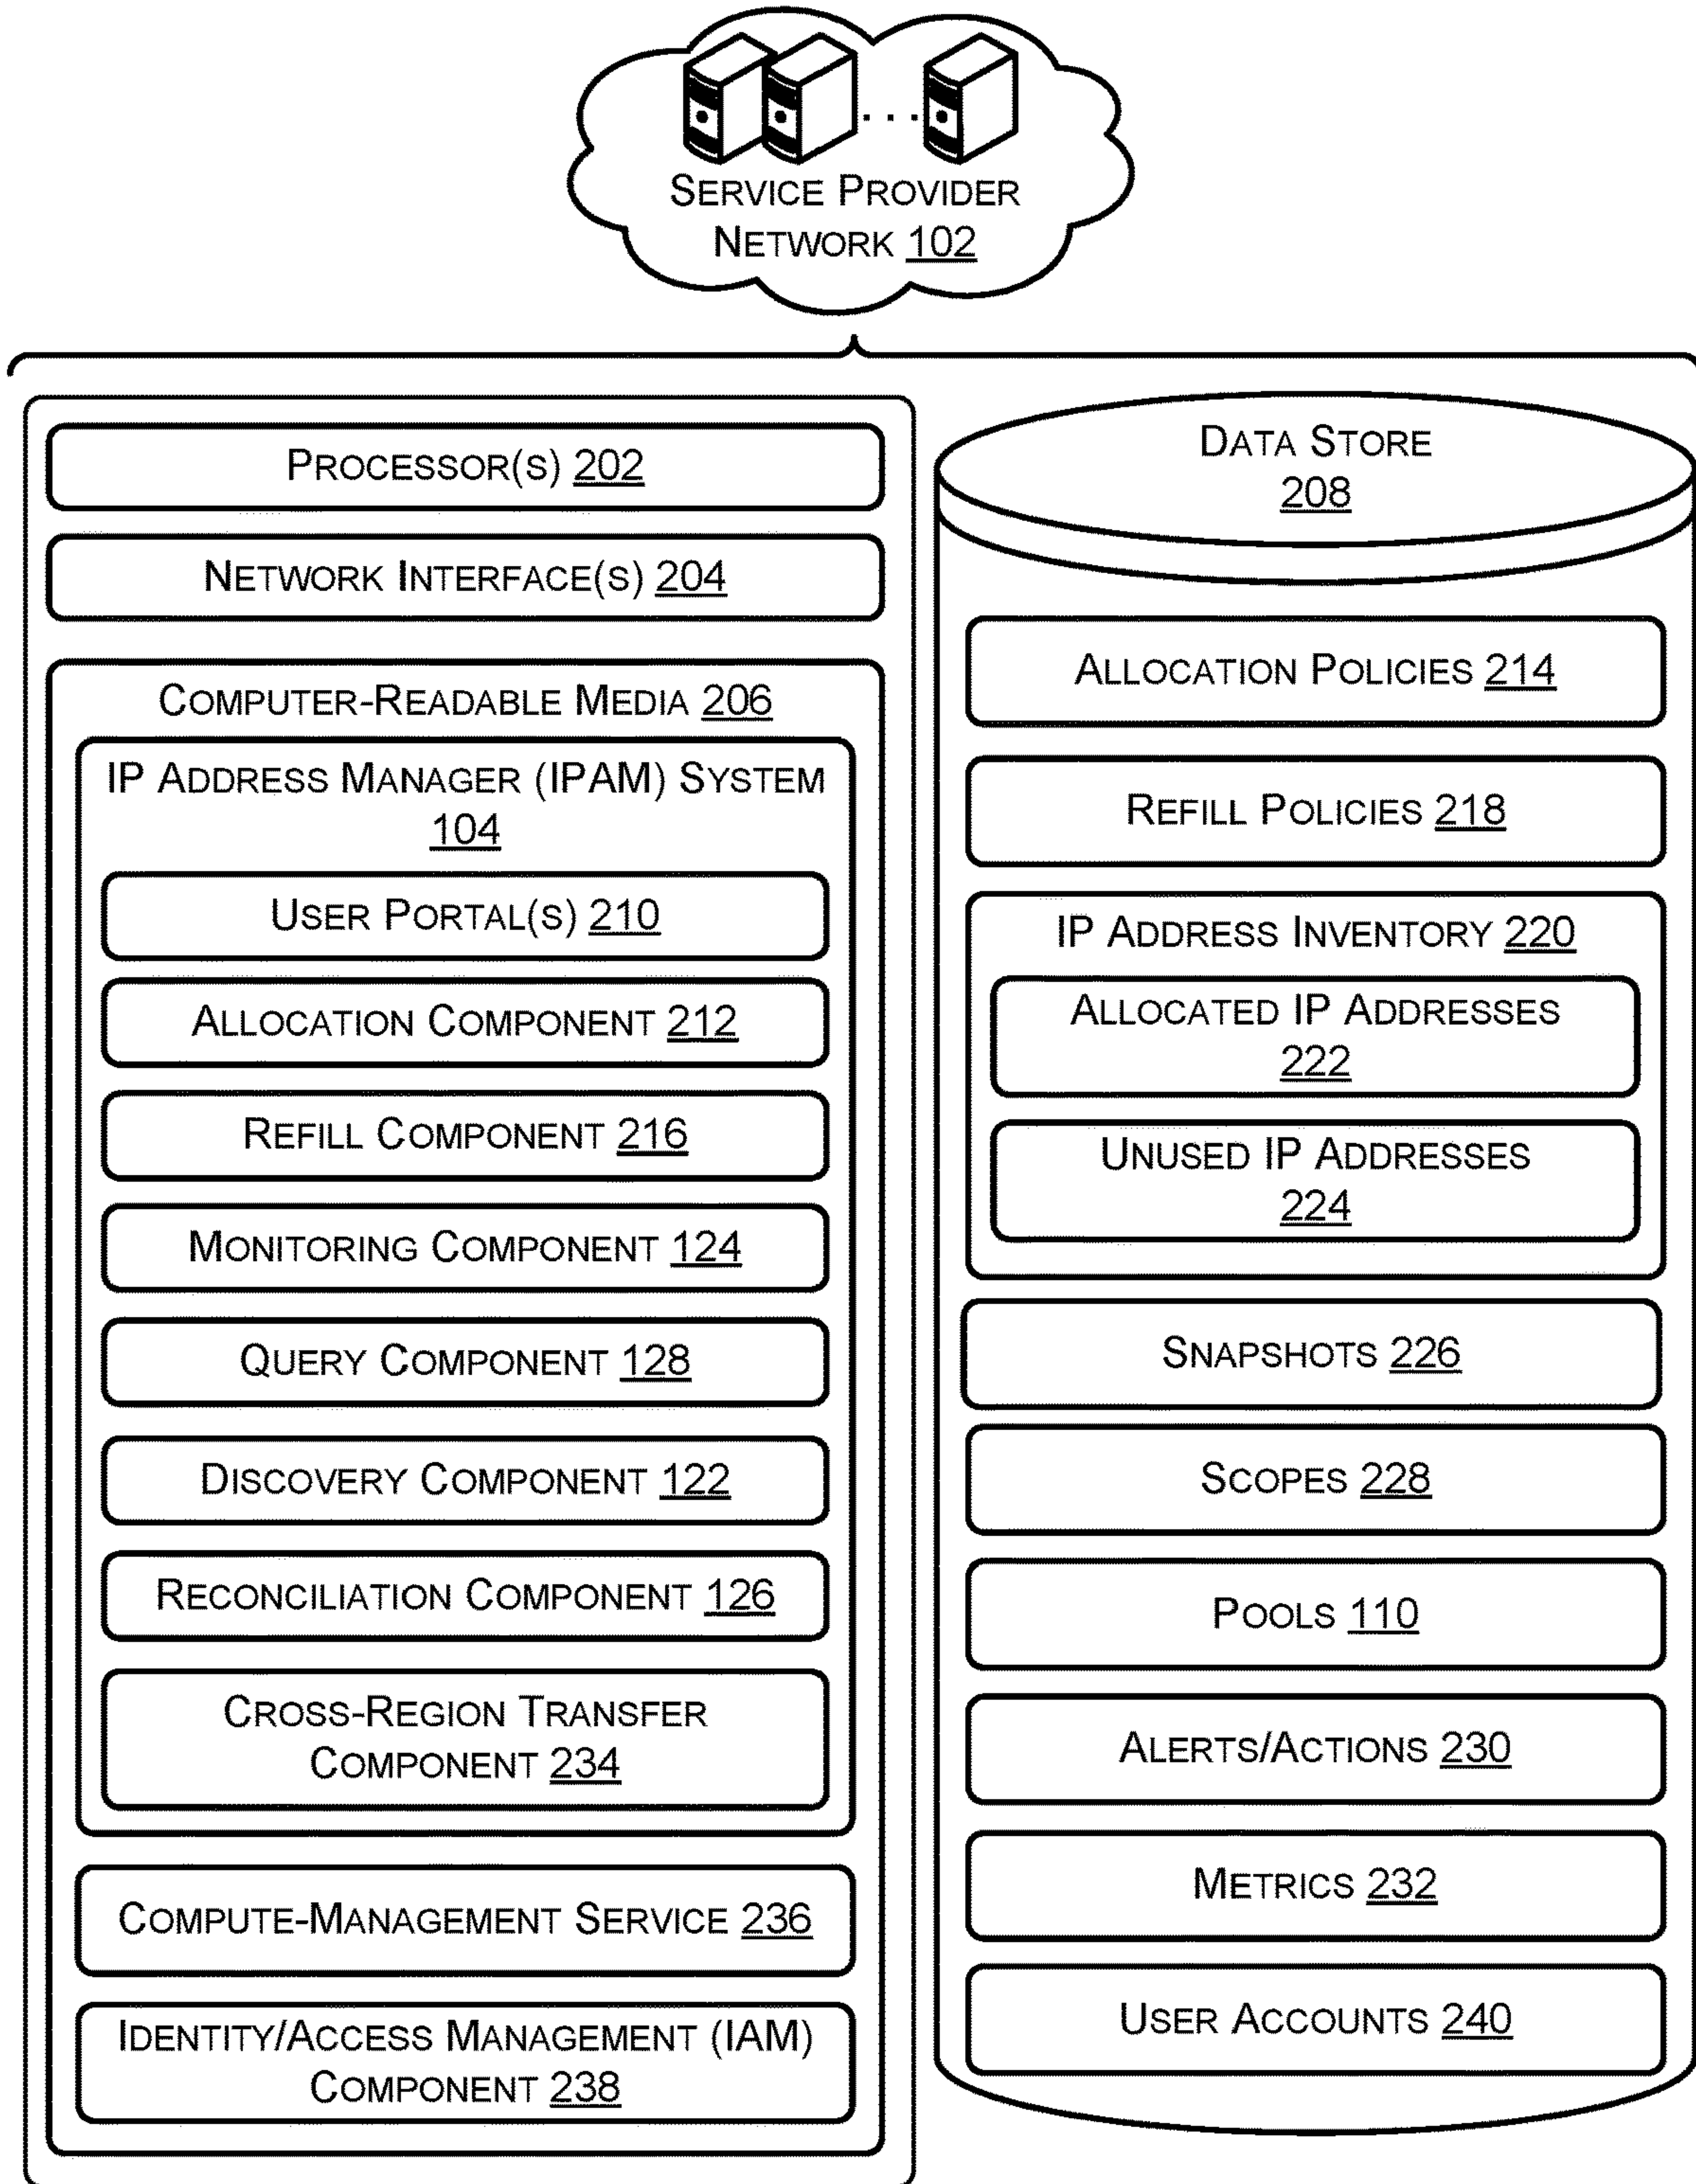 SERVICE PROVIDER
NETWORK 102
PROCESSOR(S) 202
NETWORK INTERFACE(S) 204
COMPUTER-READABLE MEDIA 206
IP ADDRESS MANAGER (IPAM) SYSTEM
104
USER PORTAL(S) 210
ALLOCATION COMPONENT 212
REFILL COMPONENT 216
MONITORING COMPONENT 124
QUERY COMPONENT 128
DISCOVERY COMPONENT 122
RECONCILIATION COMPONENT 126
CROSS-REGION TRANSFER
COMPONENT 234
COMPUTE-MANAGEMENT SERVICE 236
IDENTITY/ACCESS MANAGEMENT (IAM)
COMPONENT 238
DATA STORE
208
ALLOCATION POLICIES 214
REFILL POLICIES 218
IP ADDRESS INVENTORY 220
ALLOCATED IP ADDRESSES
222
UNUSED IP ADDRESSES
224
SNAPSHOTS 226
SCOPES 228
POOLS 110
ALERTS/ACTIONS 230
METRICS 232
USER ACCOUNTS 240